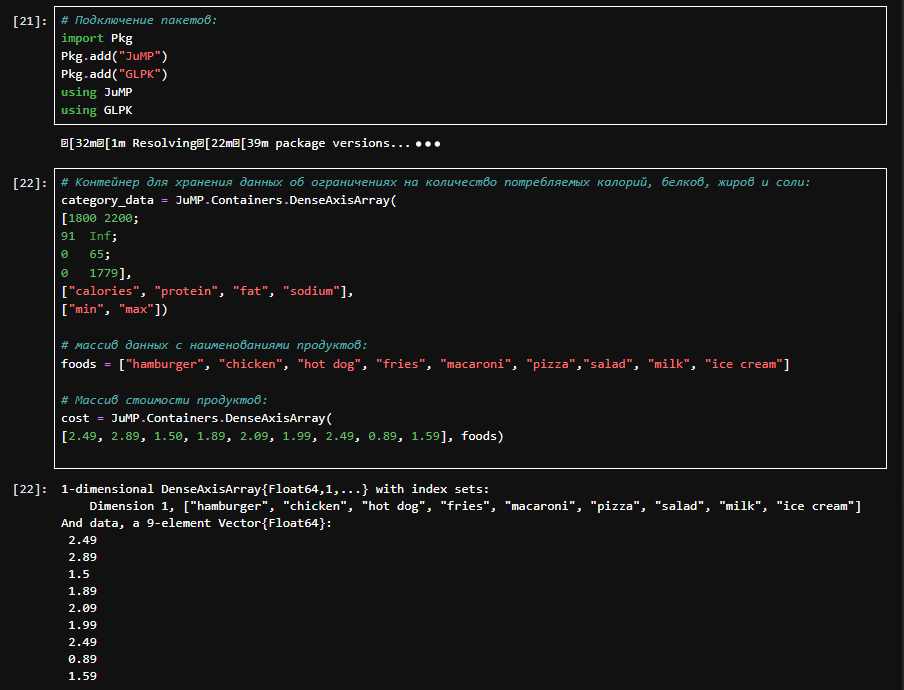 [21]: # Подключение пакетов:
import Pkg
Pkg.add("JuMP")
Pkg.add("GLPK")
using JuMP
using GLPK
�[32m�[1m Resolving�[22m�[39m package versions... •••
[22]: # Контейнер для хранения данных об ограничениях на количество потребляемых калорий, белков, жиров и соли:
category_data = JuMP.Containers.DenseAxisArray(
[1800 2200;
91  Inf;
0   65;
0   1779],
["calories", "protein", "fat", "sodium"],
["min", "max"])
# массив данных с наименованиями продуктов:
foods = ["hamburger", "chicken", "hot dog", "fries", "macaroni", "pizza","salad", "milk", "ice cream"]
# Массив стоимости продуктов:
cost = JuMP.Containers.DenseAxisArray(
[2.49, 2.89, 1.50, 1.89, 2.09, 1.99, 2.49, 0.89, 1.59], foods)
[22]: 1-dimensional DenseAxisArray{Float64,1,...} with index sets:
    Dimension 1, ["hamburger", "chicken", "hot dog", "fries", "macaroni", "pizza", "salad", "milk", "ice cream"]
And data, a 9-element Vector{Float64}:
 2.49
 2.89
 1.5
 1.89
 2.09
 1.99
 2.49
 0.89
 1.59